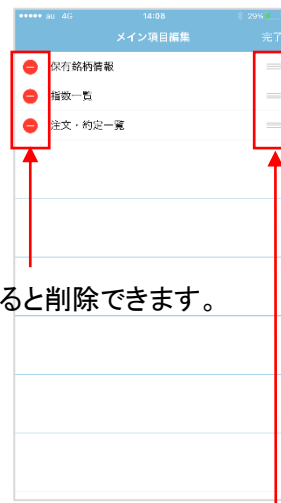 ●●●●● au 4G 14:08 29%
メイン項目編集 完了
保有銘柄情報
指数一覧
注文・約定一覧
ると削除できます。